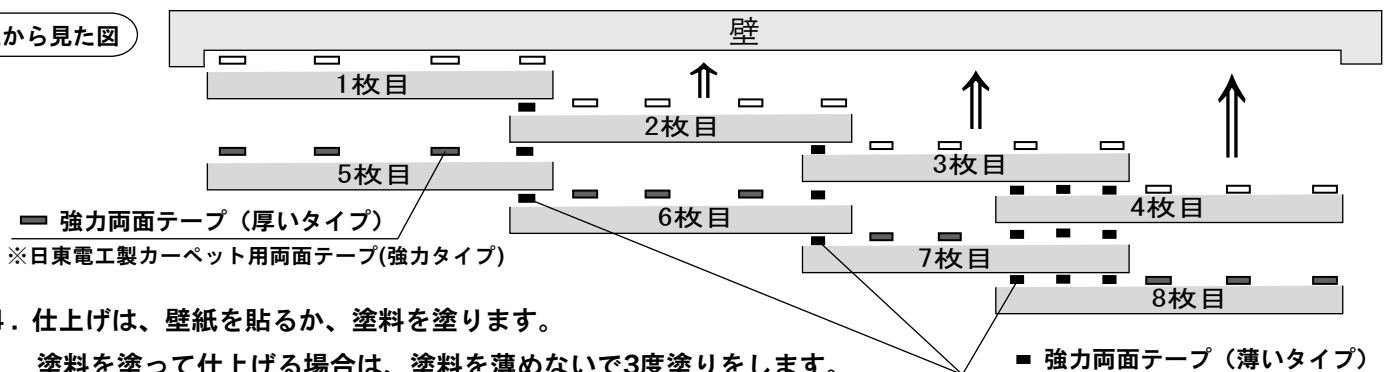 から見た図
壁
1枚目
2枚目
3枚目
4枚目
5枚目
6枚目
7枚目
8枚目
強力両面テープ（厚いタイプ）
※日東電工製カーペット用両面テープ(強力タイプ)
. 仕上げは、壁紙を貼るか、塗料を塗ります。
塗料を塗って仕上げる場合は、塗料を薄めないで3度塗りをします。
強力両面テープ（薄いタイプ）